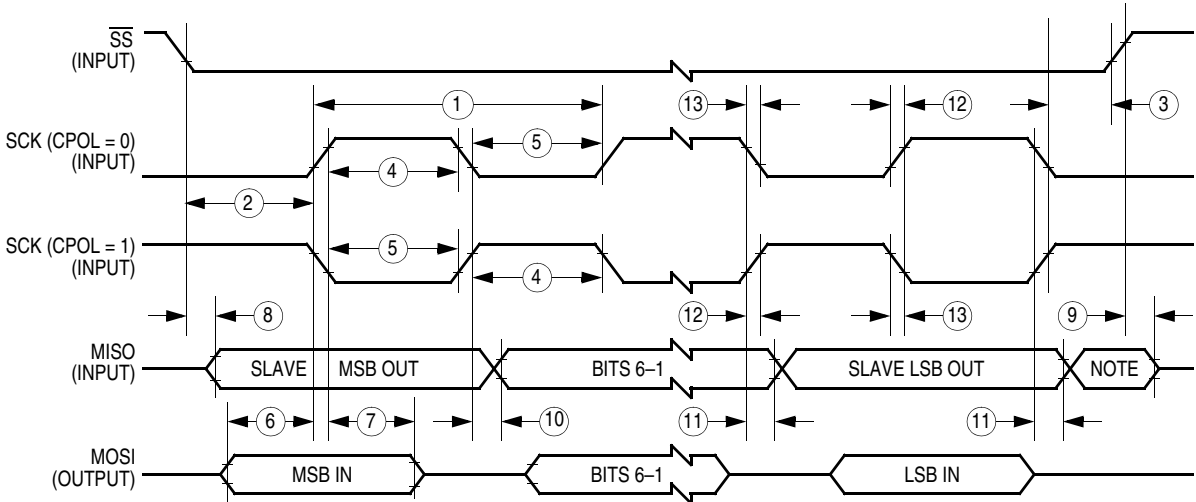 SS
(INPUT)
1
13
12
3
SCK (CPOL = 0)
(INPUT)
5
4
2
SCK (CPOL = 1)
(INPUT)
5
4
8
12
13
9
MISO
(INPUT)
SLAVE MSB OUT
BITS 6–1
SLAVE LSB OUT
NOTE
6
7
10
11
11
MOSI
(OUTPUT)
MSB IN
BITS 6–1
LSB IN